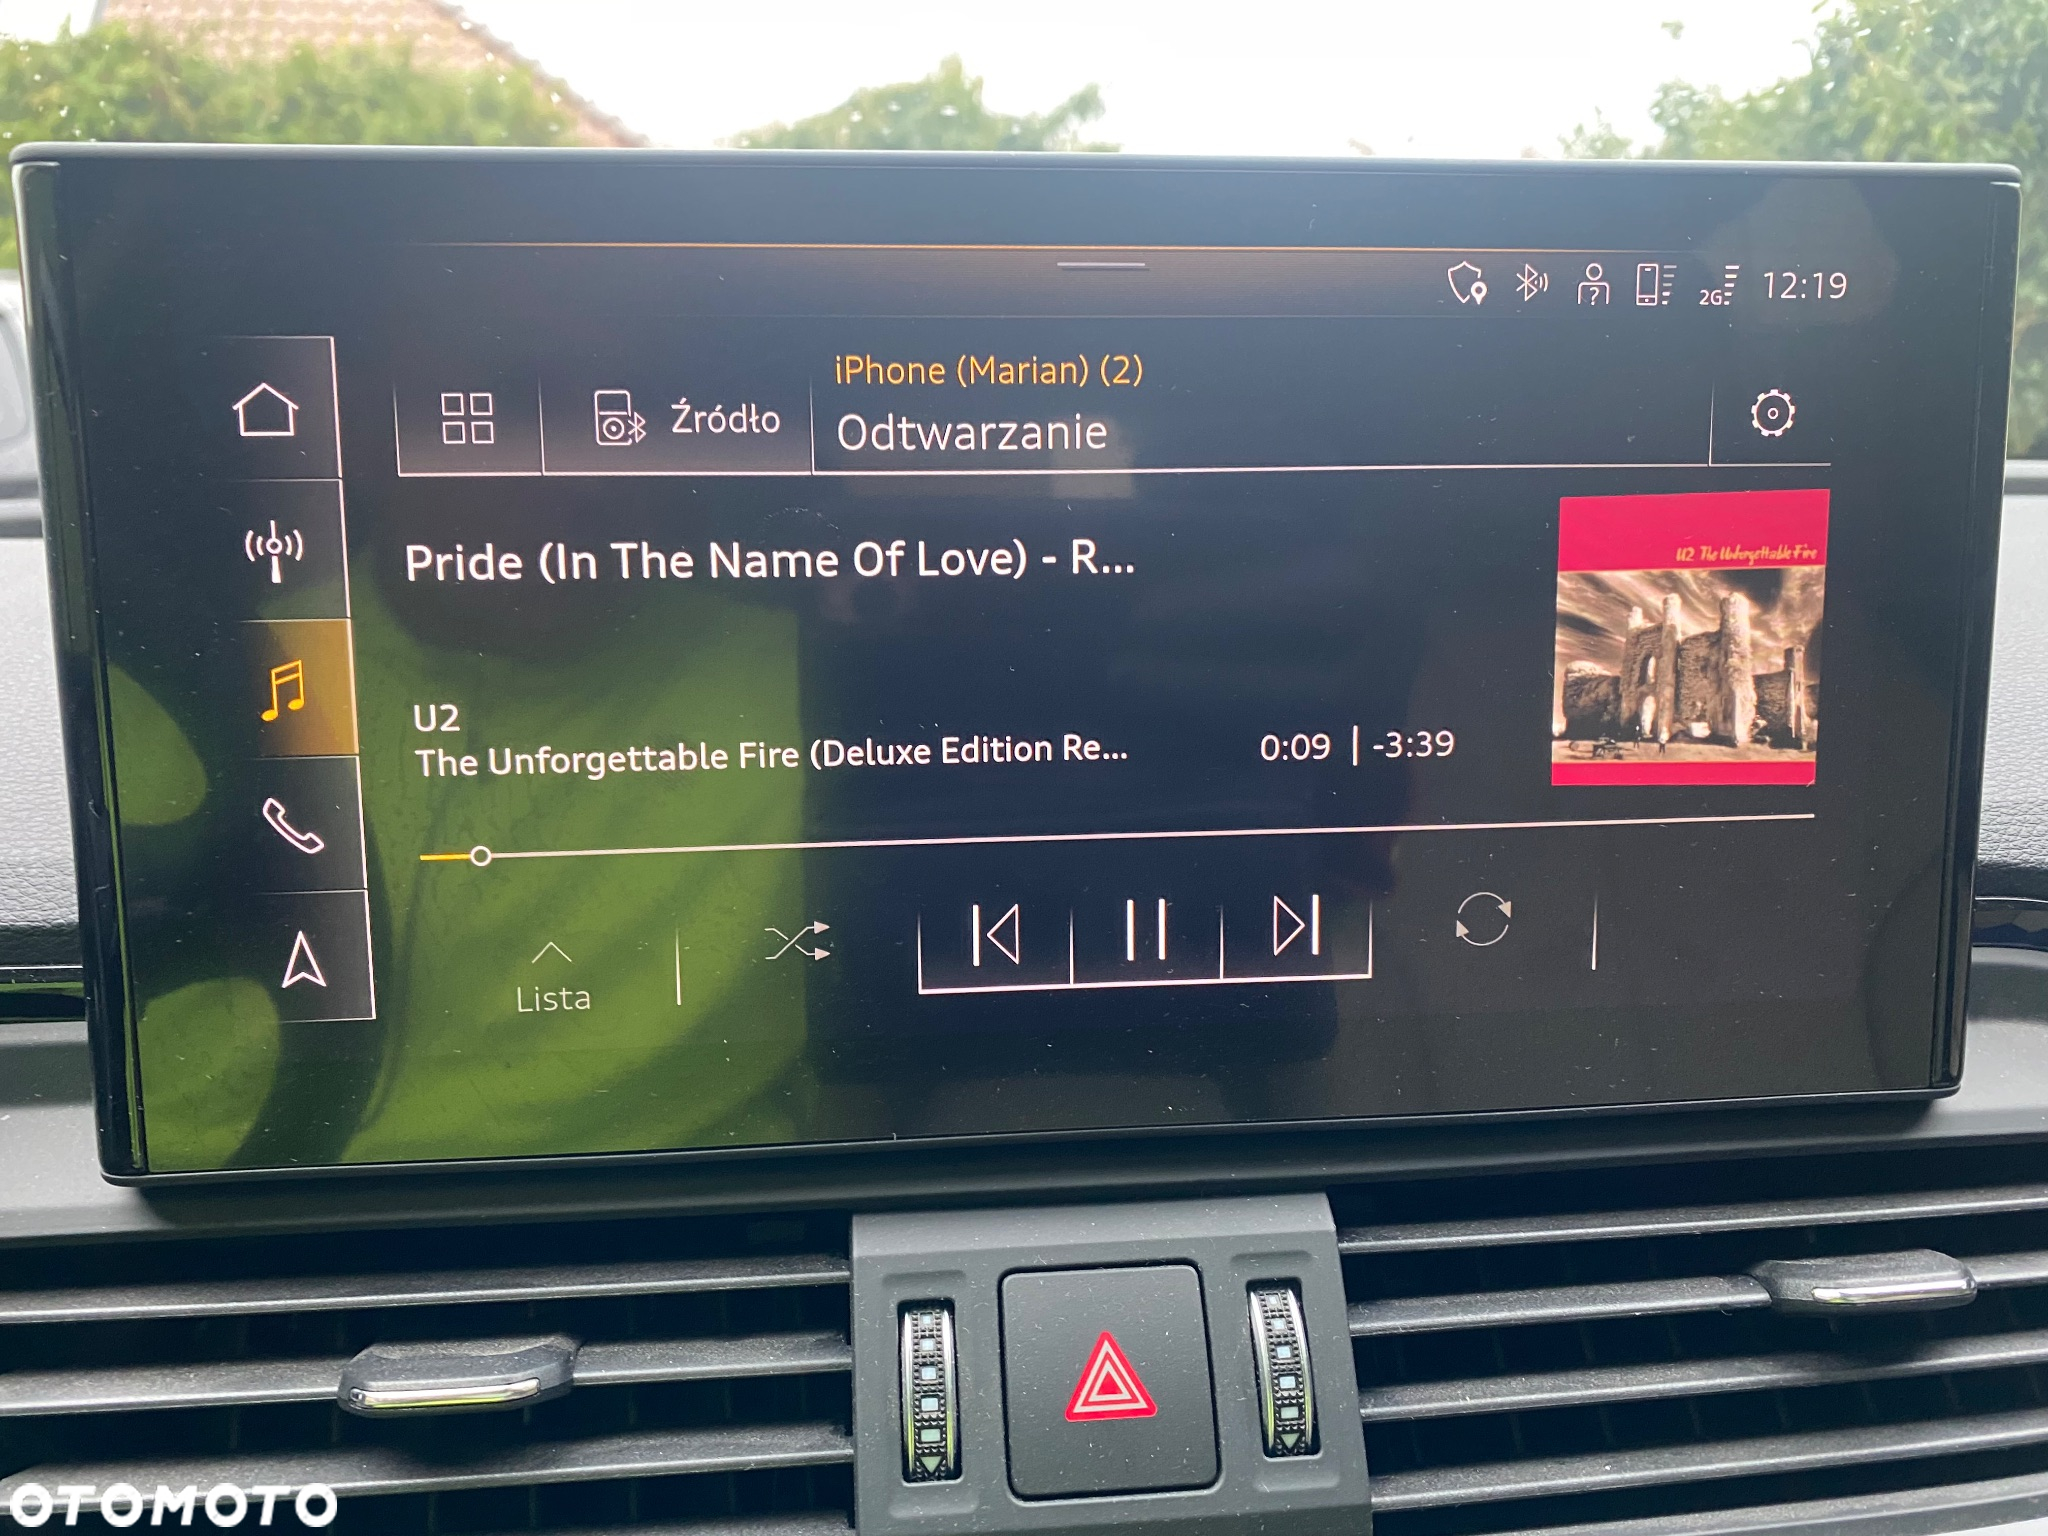 2G
12:19
iPhone (Marian) (2)
Źródło
Odtwarzanie
Pride (In The Name Of Love) - R...
U2 The Unforgettable Fire
U2
The Unforgettable Fire (Deluxe Edition Re...
0:09 | -3:39
Lista
OTOMOTO